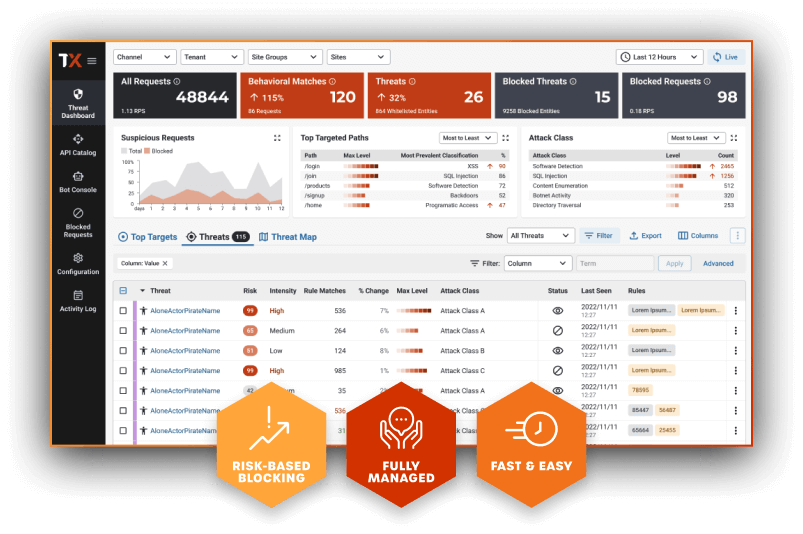 TX
Channel
Tenant
Site Groups
Sites
Last 12 Hours
Live
Threat
Dashboard
API Catalog
Bot Console
Blocked
Requests
Configuration
Activity Log
All Requests
48844
1.13 RPS
Behavioral Matches
115%
120
86 Requests
Threats
32%
26
864 Whitelisted Entities
Blocked Threats
15
9258 Blocked Entities
Blocked Requests
98
0.18 RPS
Suspicious Requests
Total Blocked
100%
75
50
25
0
days 1 2 3 4 5 6 7 8 9 10 11 12
Top Targeted Paths
Most to Least
Path Max Level Most Prevalent Classification %
/login XSS 90
/join SQL Injection 86
/products Software Detection 72
/signup Backdoors 52
/home Programatic Access 47
Attack Class
Most to Least
Attack Class Level Count
Software Detection 2465
SQL Injection 1256
Content Enumeration 512
Botnet Activity 320
Directory Traversal 253
Top Targets
Threats 115
Threat Map
Show
All Threats
Filter
Export
Columns
Column: Value
Filter:
Column
Term
Apply
Advanced
Threat Risk Intensity Rule Matches % Change Max Level Attack Class Status Last Seen Rules
AloneActorPirateName 99 High 536 7% Attack Class A 2022/11/11 Lorem Ipsum... Lorem Ipsum...
12:27
AloneActorPirateName 65 Medium 264 6% Attack Class A 2022/11/11 Lorem Ipsum...
12:27
AloneActorPirateName 51 Low 124 8% Attack Class B 2022/11/11 Lorem Ipsum...
12:27
AloneActorPirateName 99 High 985 1% Attack Class C 2022/11/11 Lorem Ipsum...
12:27
AloneActorPirateName 42 35 Attack Class A 2022/11/11 78595
12:27
AloneActorPirateName 536 Attack Class 2022/11/11 85447 56487
12:27
AloneActorPirateName 31 Attack Class 2022/11/11 65664 25455
12:27
RISK-BASED
BLOCKING
FULLY
MANAGED
FAST & EASY